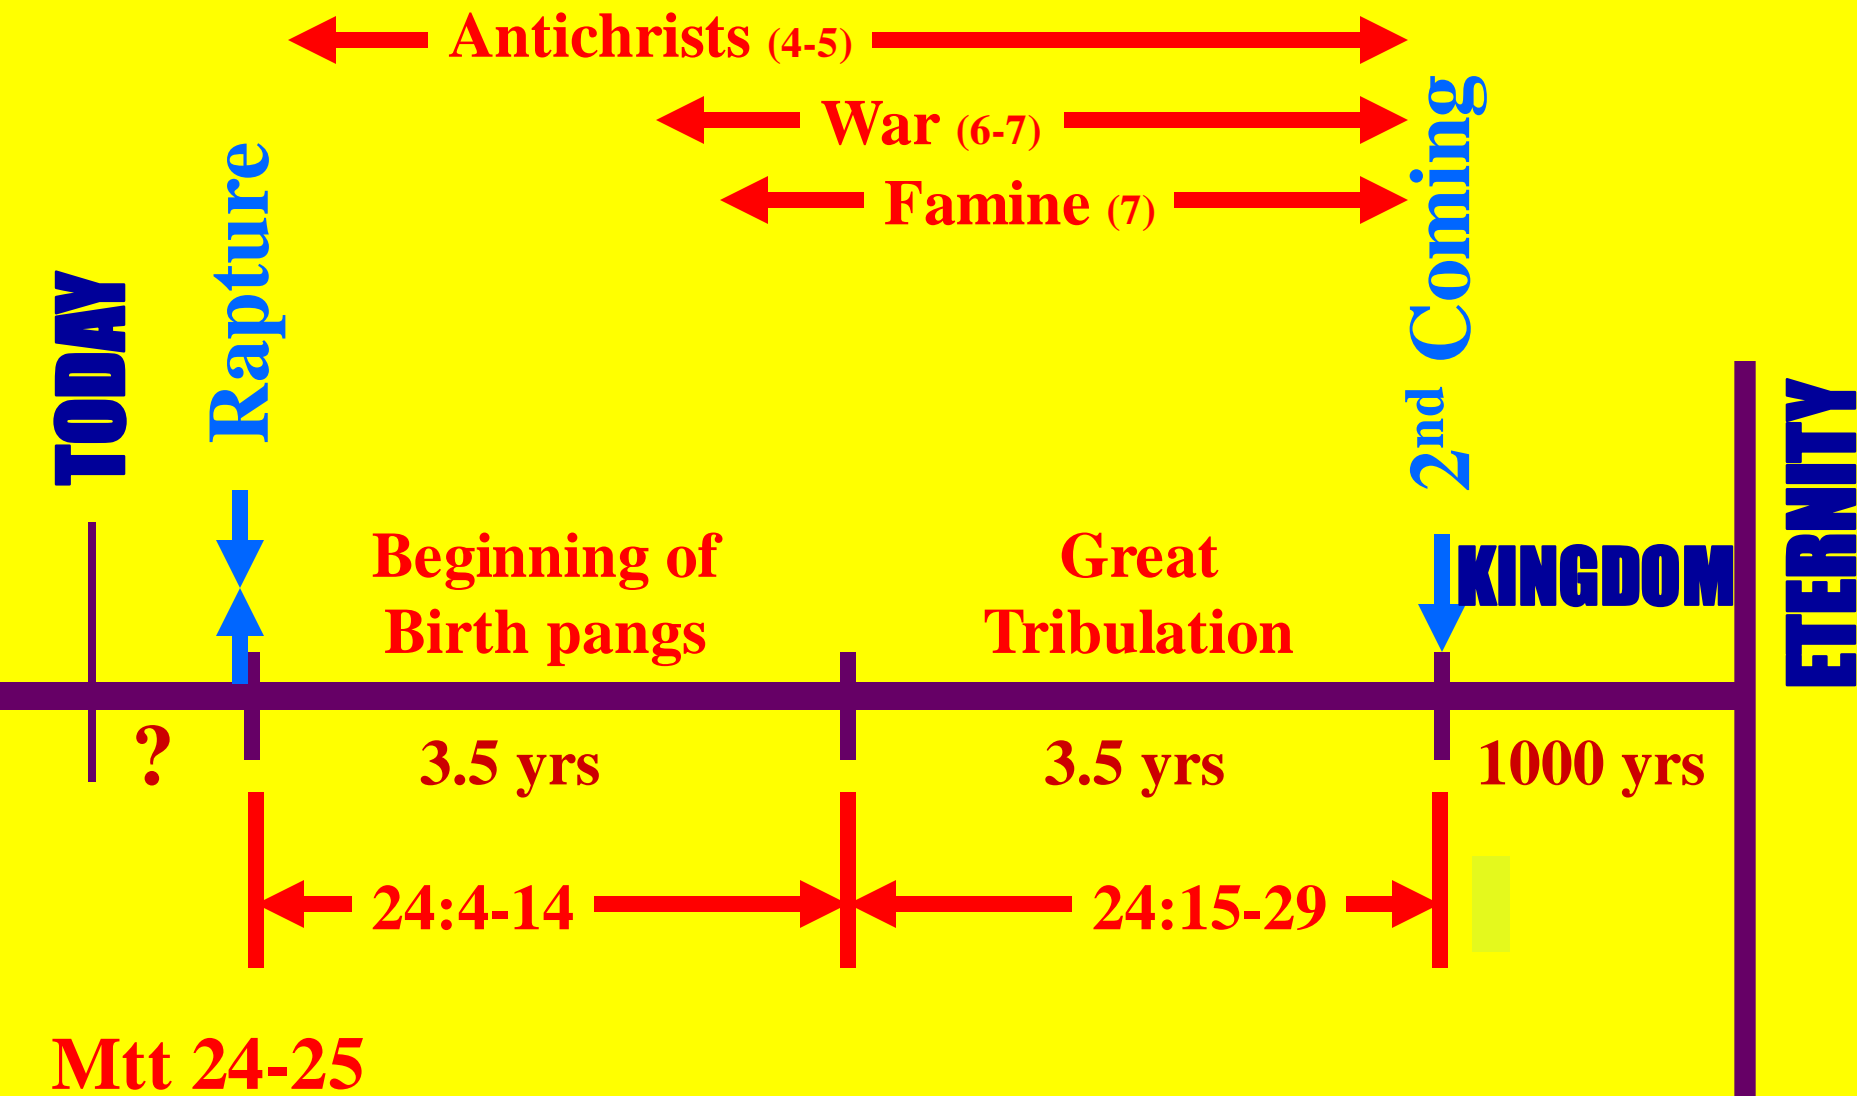 Antichrists (4-5)
War (6-7)
Famine (7)
TODAY
Rapture
2nd Coming
ETERNITY
Beginning of
Birth pangs
Great
Tribulation
KINGDOM
?
3.5 yrs
3.5 yrs
1000 yrs
24:4-14
24:15-29
Mtt 24-25